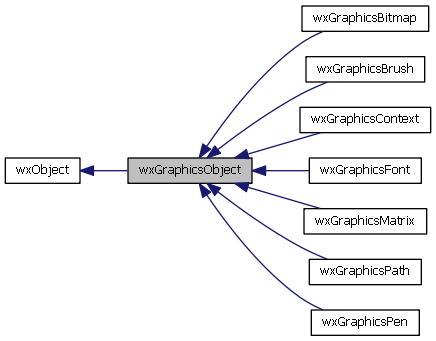 wxGraphicsBitmap
wxGraphicsBrush
wxGraphicsContext
wxObject
wxGraphicsObject
wxGraphicsFont
wxGraphicsMatrix
wxGraphicsPath
wxGraphicsPen